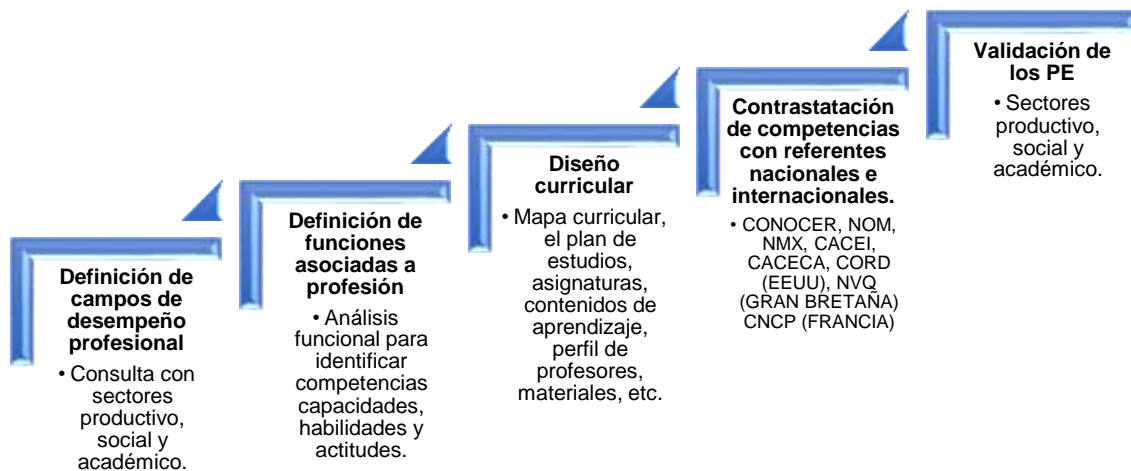 Definición de
campos de
desempeño
profesional
• Consulta con
sectores
productivo,
social y
académico.
Definición de
funciones
asociadas a
profesión
• Análisis
funcional para
identificar
competencias
capacidades,
habilidades y
actitudes.
Diseño
curricular
• Mapa curricular,
el plan de
estudios,
asignaturas,
contenidos de
aprendizaje,
perfil de
profesores,
materiales, etc.
Contrastatación
de competencias
con referentes
nacionales e
internacionales.
• CONOCER, NOM,
NMX, CACEI,
CACECA, CORD
(EEUU), NVQ
(GRAN BRETAÑA)
CNCP (FRANCIA)
Validación de
los PE
• Sectores
productivo,
social y
académico.